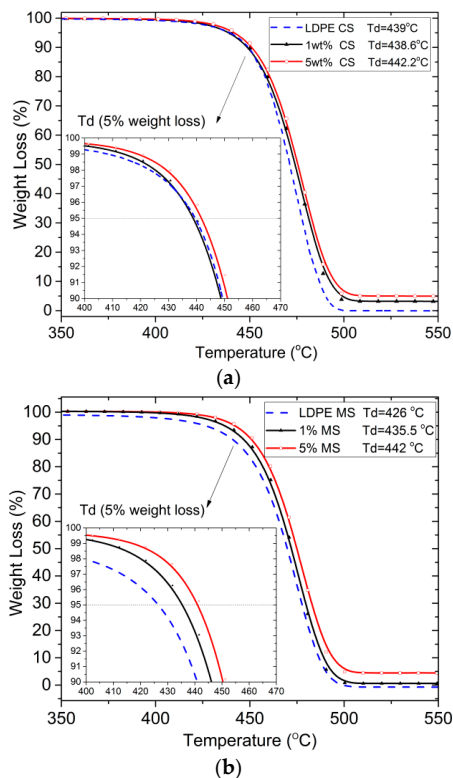 LDPE CS Td=439°C
1wt% CS Td=438.6°C
5wt% CS Td=442.2°C
Td (5% weight loss)
Weight Loss (%)
100
90
80
70
60
50
40
30
20
10
0
100
99
98
97
96
95
94
93
92
91
90
400 410 420 430 440 450 460 470
350 400 450 500 550
Temperature (°C)
(a)
LDPE MS Td=426 °C
1% MS Td=435.5 °C
5% MS Td=442 °C
Td (5% weight loss)
Weight Loss (%)
100
90
80
70
60
50
40
30
20
10
0
100
99
98
97
96
95
94
93
92
91
90
400 410 420 430 440 450 460 470
350 400 450 500 550
Temperature (°C)
(b)